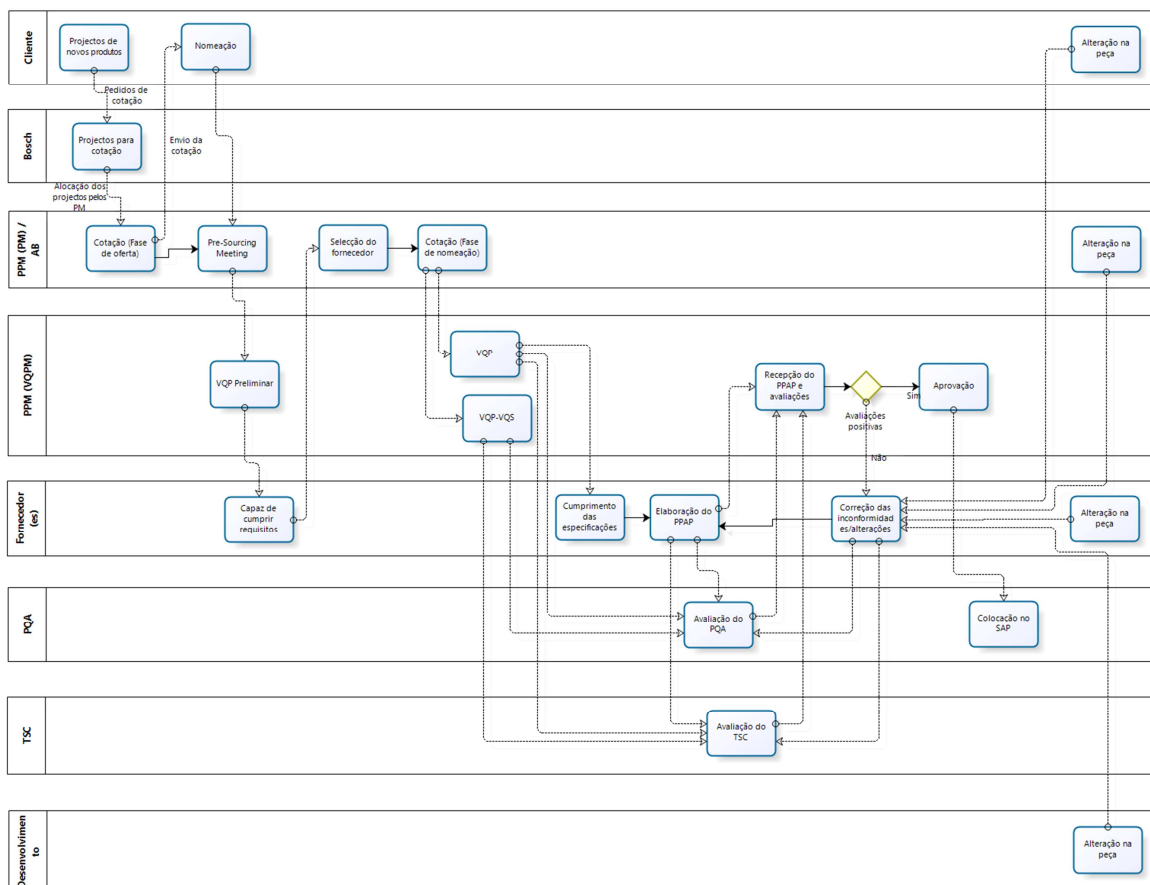 Cliente
Projectos de
novos produtos
Nomeação
Alteração na
peça
Pedidos de
cotação
Bosch
Projectos para
cotação
Envio da
cotação
Alocação dos
projectos pelos
PM
PPM (PM) /
AB
Cotação (Fase
de oferta)
Pre-Sourcing
Meeting
Selecção do
fornecedor
Cotação (Fase
de nomeação)
Alteração na
peça
PPM (VQPM)
VQP Preliminar
VQP
VQP-VQS
Recepção do
PPAP e
avaliações
Avaliações
positivas
Sim
Não
Aprovação
Fornecedor
(es)
Capaz de
cumprir
requisitos
Cumprimento
das
especificações
Elaboração do
PPAP
Correção das
inconformidad
es/alterações
Alteração na
peça
PQA
Avaliação do
PQA
Colocacão no
SAP
TSC
Avaliação do
TSC
Desenvolvimen
to
Alteração na
peça